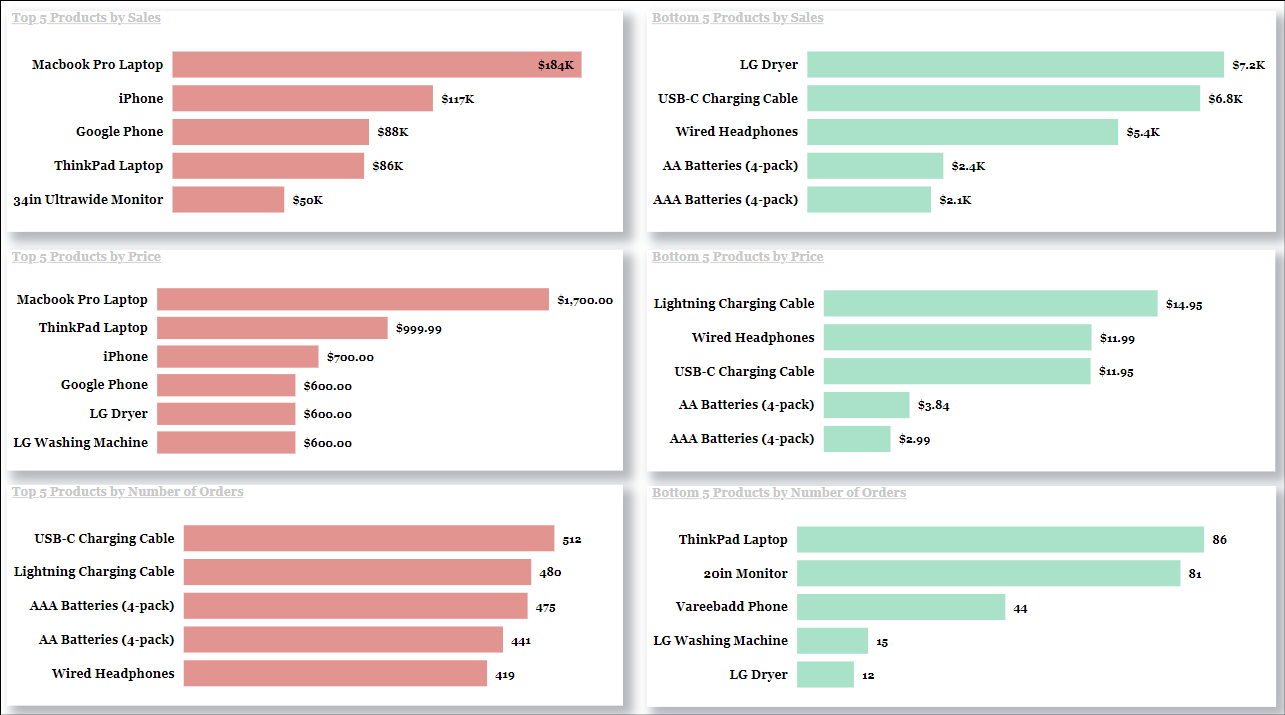 Top 5 Products by Sales
Macbook Pro Laptop $184K
iPhone $117K
Google Phone $88K
ThinkPad Laptop $86K
34in Ultrawide Monitor $50K
Bottom 5 Products by Sales
LG Dryer $7.2K
USB-C Charging Cable $6.8K
Wired Headphones $5.4K
AA Batteries (4-pack) $2.4K
AAA Batteries (4-pack) $2.1K
Top 5 Products by Price
Macbook Pro Laptop $1,700.00
ThinkPad Laptop $999.99
iPhone $700.00
Google Phone $600.00
LG Dryer $600.00
LG Washing Machine $600.00
Bottom 5 Products by Price
Lightning Charging Cable $14.95
Wired Headphones $11.99
USB-C Charging Cable $11.95
AA Batteries (4-pack) $3.84
AAA Batteries (4-pack) $2.99
Top 5 Products by Number of Orders
USB-C Charging Cable 512
Lightning Charging Cable 480
AAA Batteries (4-pack) 475
AA Batteries (4-pack) 441
Wired Headphones 419
Bottom 5 Products by Number of Orders
ThinkPad Laptop 86
20in Monitor 81
Vareebadd Phone 44
LG Washing Machine 15
LG Dryer 12